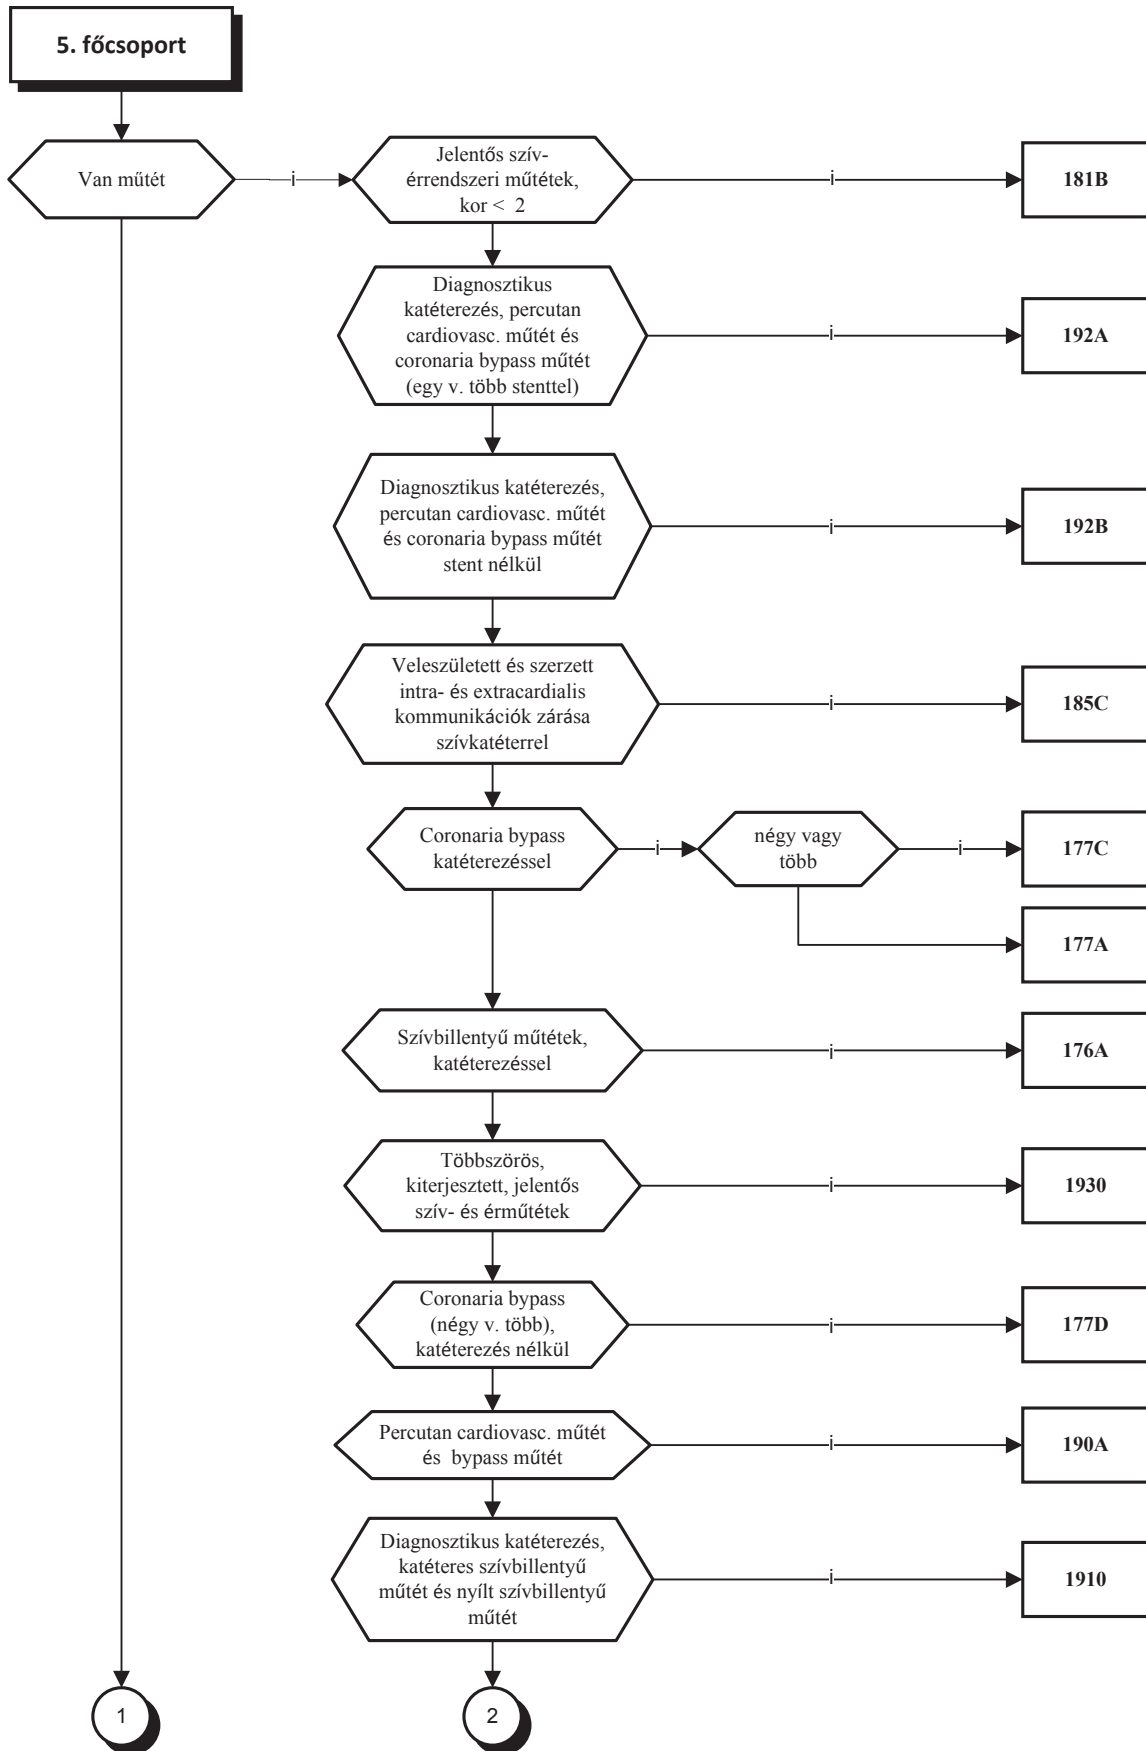 5. főcsoport
Van műtét
i
Jelentős szív-
érrendszeri műtétek,
kor < 2
i
181B
Diagnosztikus
katéterezés, percutan
cardiovasc. műtét és
coronaria bypass műtét
(egy v. több stenttel)
i
192A
Diagnosztikus katéterezés,
percutan cardiovasc. műtét
és coronaria bypass műtét
stent nélkül
i
192B
Veleszületett és szerzett
intra- és extracardialis
kommunikációk zárása
szívkatéterrel
i
185C
Coronaria bypass
katéterezéssel
i
négy vagy
több
i
177C
177A
Szívbillentyű műtétek,
katéterezéssel
i
176A
Többszörös,
kiterjesztett, jelentős
szív- és érműtétek
i
1930
Coronaria bypass
(négy v. több),
katéterezés nélkül
i
177D
Percutan cardiovasc. műtét
és bypass műtét
i
190A
Diagnosztikus katéterezés,
katéteres szívbillentyű
műtét és nyílt szívbillentyű
műtét
i
1910
1
2